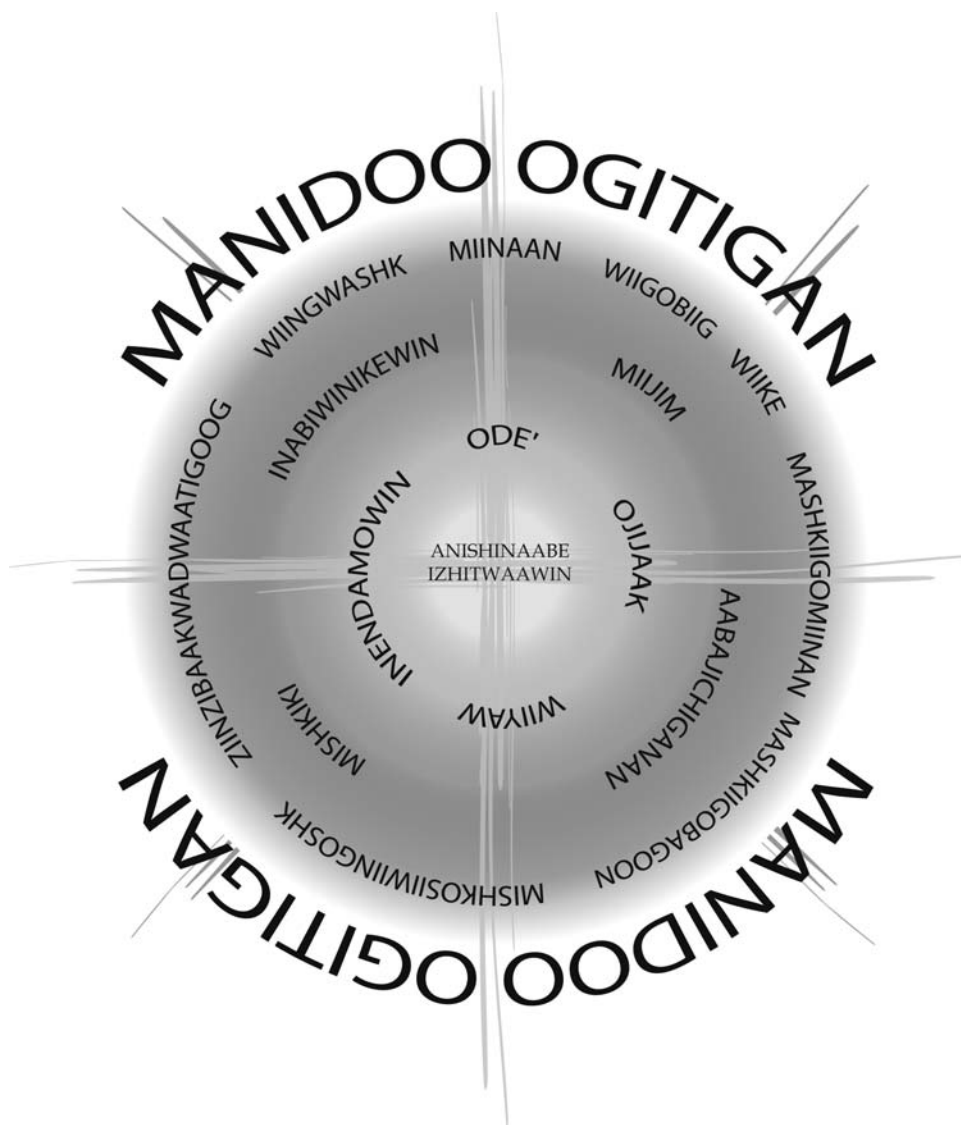 MANIDOO OGITIGAN
MIINAAN
WIIGOBIIG
WIIKE
MASHKIIGOMIINAN
MASHKIIGOBAGOON
MISHKOSIIWIINGOSHK
ZIINZIBAAKWADWAATIGOOG
WIINGWASHK
INABIWINIKEWIN
MIIJIM
AABAJICHIGANAN
MISHKIKI
ODE'
OJIJAAK
WIIYAW
INENDAMOWIN
ANISHINAABE
IZHITWAAWIN
MANIDOO OGITIGAN